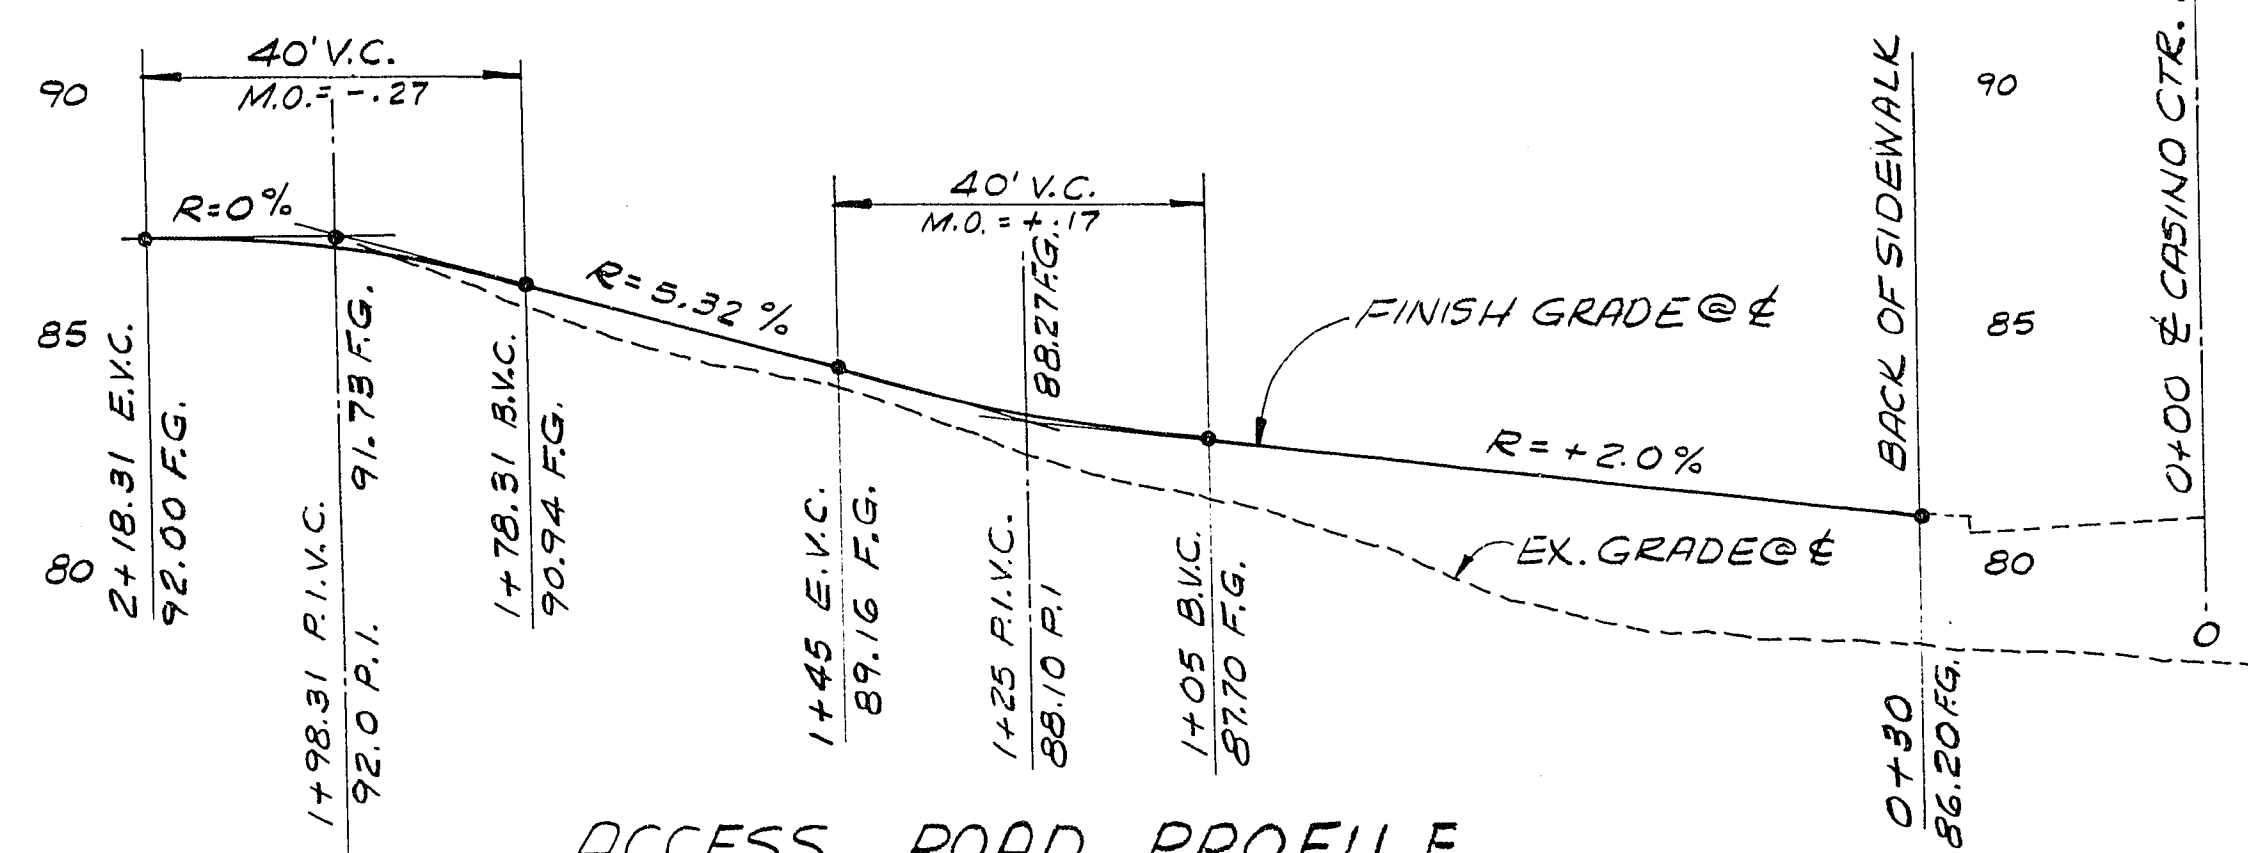 40' V.C.
M.O. = -.27
90
R=0%
85
80
2+18.31 E.V.C.
92.00 F.G.
1+98.31 P.I.V.C.
92.0 P.I.
91.73 F.G.
1+78.31 B.V.C.
90.94 F.G.
R=5.32%
40' V.C.
M.O. = +.17
1+45 E.V.C.
89.16 F.G.
1+25 P.I.V.C.
88.10 P.I
88.27 F.G.
1+05 B.V.C.
87.70 F.G.
FINISH GRADE @ ℄
R=+2.0%
EX. GRADE @ ℄
BACK OF SIDEWALK
0+30
86.20 F.G.
90
85
80
0+00 ℄ CASINO CTR.
0
ACCESS ROAD PROFILE